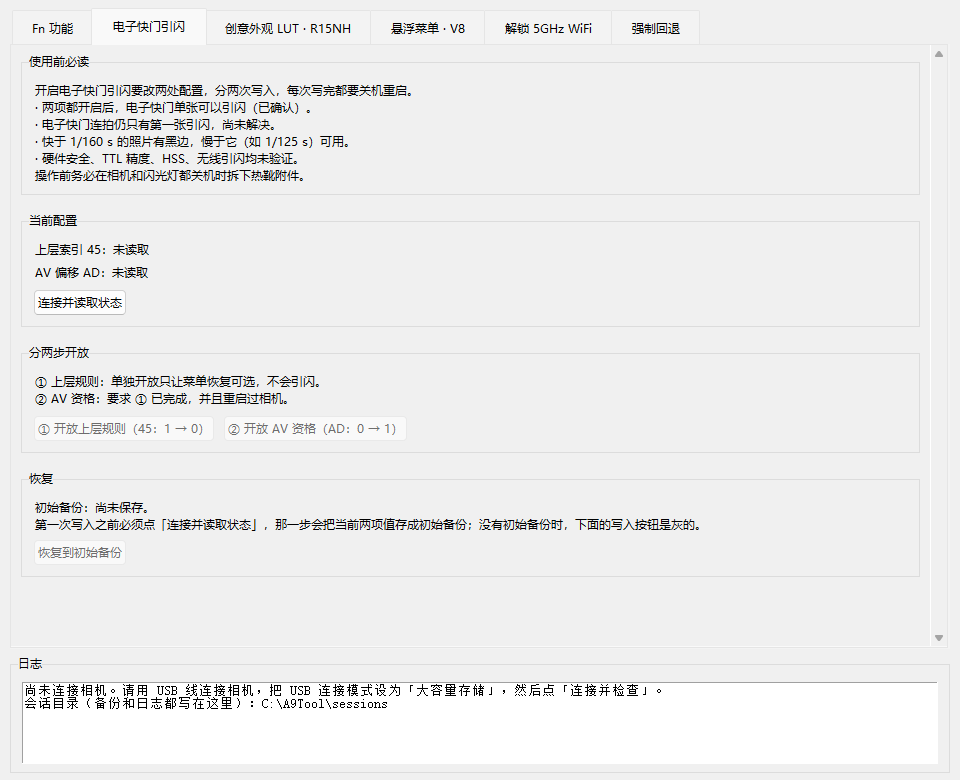 Fn 功能
电子快门引闪
创意外观 LUT · R15NH
悬浮菜单 · V8
解锁 5GHz WiFi
强制回退
使用前必读
开启电子快门引闪要改两处配置，分两次写入，每次写完都要关机重启。
· 两项都开启后，电子快门单张可以引闪（已确认）。
· 电子快门连拍仍只有第一张引闪，尚未解决。
· 快于 1/160 s 的照片有黑边，慢于它（如 1/125 s）可用。
· 硬件安全、TTL 精度、HSS、无线引闪均未验证。
操作前务必在相机和闪光灯都关机时拆下热靴附件。
当前配置
上层索引 45：未读取
AV 偏移 AD：未读取
连接并读取状态
分两步开放
① 上层规则：单独开放只让菜单恢复可选，不会引闪。
② AV 资格：要求 ① 已完成，并且重启过相机。
① 开放上层规则（45：1 → 0）
② 开放 AV 资格（AD：0 → 1）
恢复
初始备份：尚未保存。
第一次写入之前必须点「连接并读取状态」，那一步会把当前两项值存成初始备份；没有初始备份时，下面的写入按钮是灰的。
恢复到初始备份
日志
尚未连接相机。请用 USB 线连接相机，把 USB 连接模式设为「大容量存储」，然后点「连接并检查」。
会话目录（备份和日志都写在这里）：C:\A9Tool\sessions